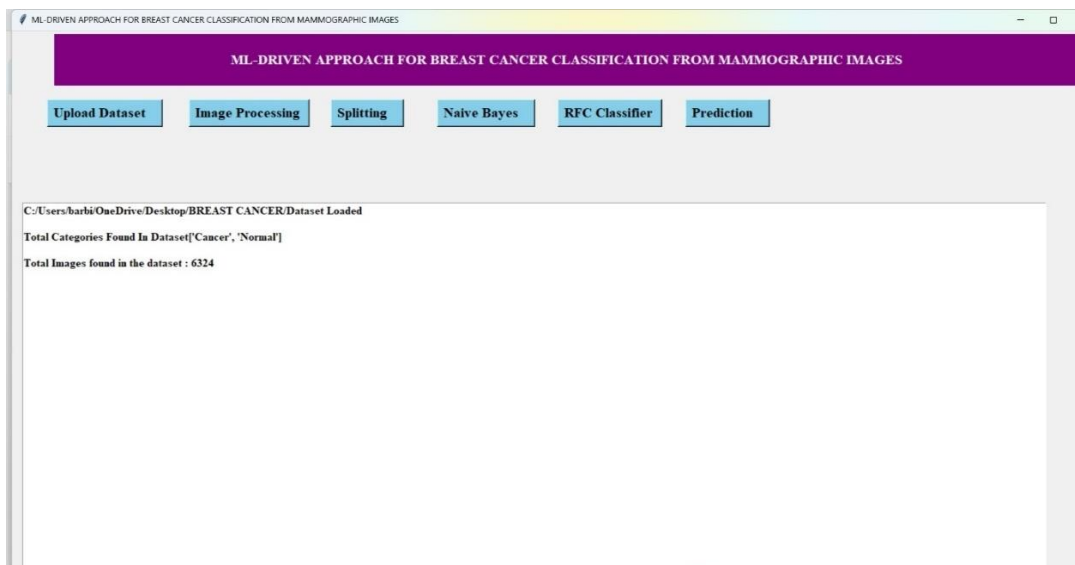 ML-DRIVEN APPROACH FOR BREAST CANCER CLASSIFICATION FROM MAMMOGRAPHIC IMAGES
ML-DRIVEN APPROACH FOR BREAST CANCER CLASSIFICATION FROM MAMMOGRAPHIC IMAGES
Upload Dataset Image Processing Splitting Naive Bayes RFC Classifier Prediction
C:/Users/barbi/OneDrive/Desktop/BREAST CANCER/Dataset Loaded
Total Categories Found In Dataset['Cancer', 'Normal']
Total Images found in the dataset : 6324